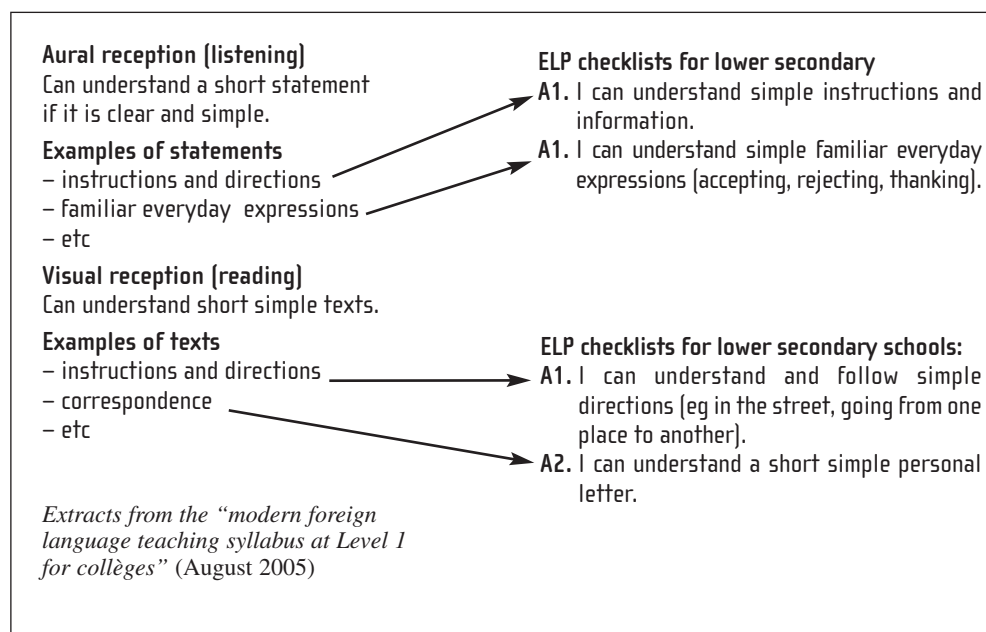 Aural reception (listening)
Can understand a short statement
if it is clear and simple.
Examples of statements
– instructions and directions
– familiar everyday expressions
– etc
Visual reception (reading)
Can understand short simple texts.
Examples of texts
– instructions and directions
– correspondence
– etc
Extracts from the “modern foreign
language teaching syllabus at Level 1
for collèges” (August 2005)
ELP checklists for lower secondary
A1. I can understand simple instructions and
information.
A1. I can understand simple familiar everyday
expressions (accepting, rejecting, thanking).
ELP checklists for lower secondary schools:
A1. I can understand and follow simple
directions (eg in the street, going from one
place to another).
A2. I can understand a short simple personal
letter.